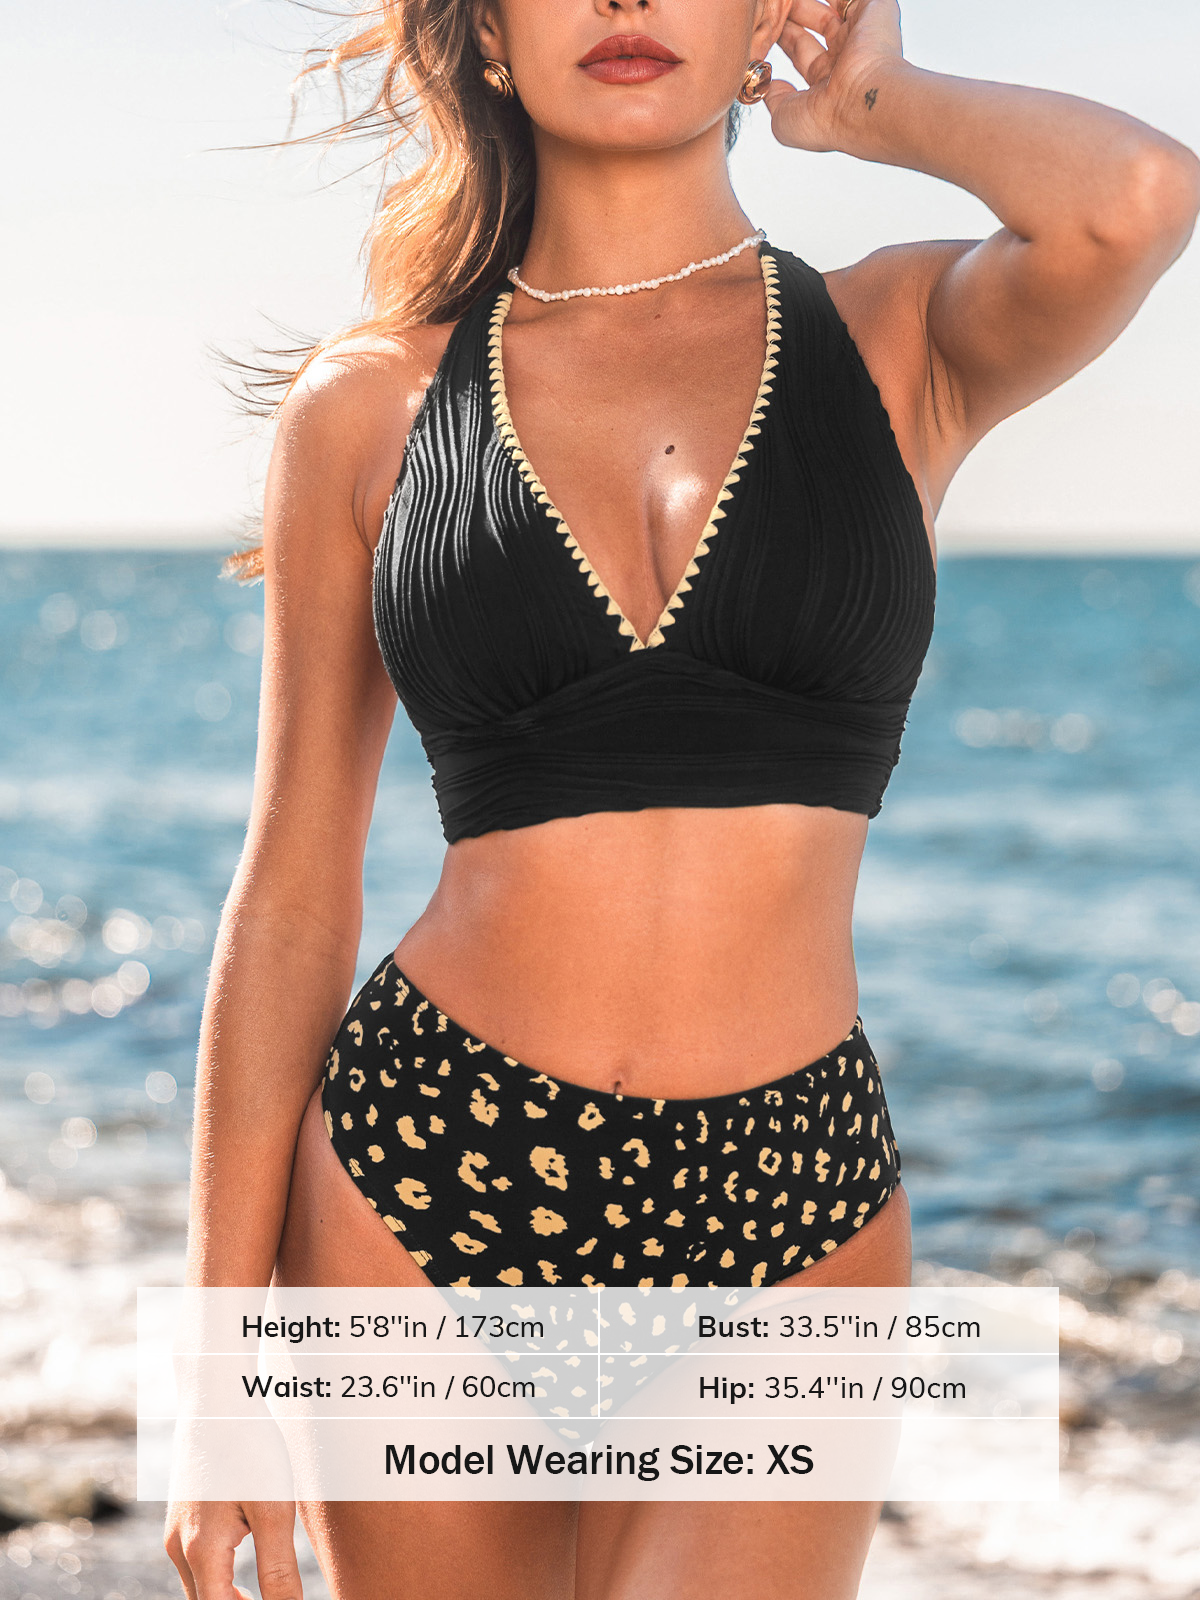 Height: 5'8''in / 173cm
Bust: 33.5''in / 85cm
Waist: 23.6''in / 60cm
Hip: 35.4''in / 90cm
Model Wearing Size: XS